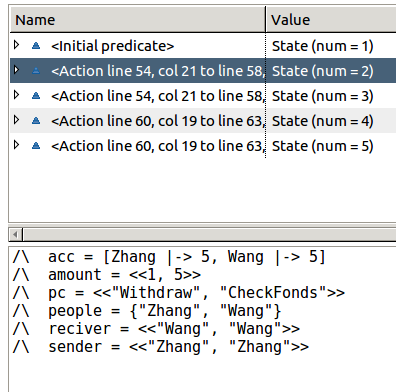 Name Value
<Initial predicate> State (num = 1)
<Action line 54, col 21 to line 58, State (num = 2)
<Action line 54, col 21 to line 58, State (num = 3)
<Action line 60, col 19 to line 63, State (num = 4)
<Action line 60, col 19 to line 63, State (num = 5)
/\ acc = [Zhang |-> 5, Wang |-> 5]
/\ amount = <<1, 5>>
/\ pc = <<"Withdraw", "CheckFonds">>
/\ people = {"Zhang", "Wang"}
/\ reciver = <<"Wang", "Wang">>
/\ sender = <<"Zhang", "Zhang">>